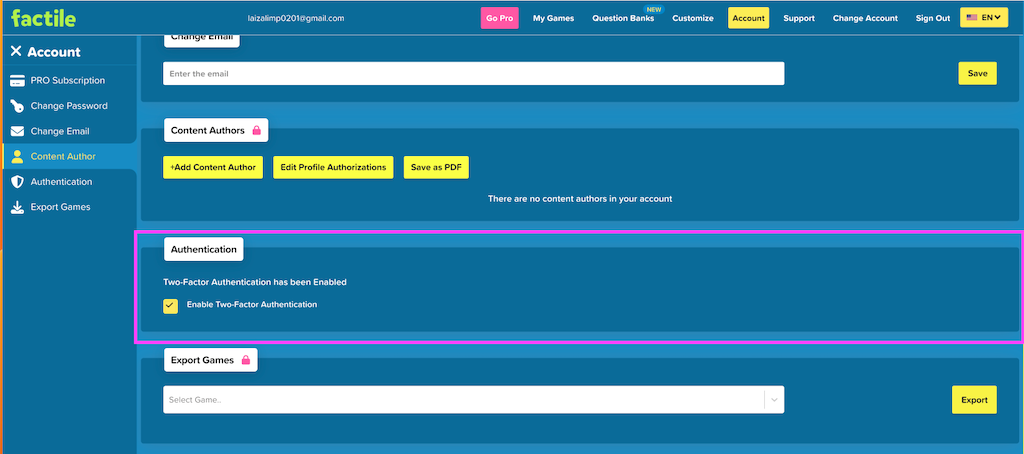 factile
laizalimp0201@gmail.com
Go Pro
My Games
Question Banks
NEW
Customize
Account
Support
Change Account
Sign Out
EN
Account
PRO Subscription
Change Password
Change Email
Content Author
Authentication
Export Games
Change Email
Enter the email
Save
Content Authors
+Add Content Author
Edit Profile Authorizations
Save as PDF
There are no content authors in your account
Authentication
Two-Factor Authentication has been Enabled
Enable Two-Factor Authentication
Export Games
Select Game..
Export